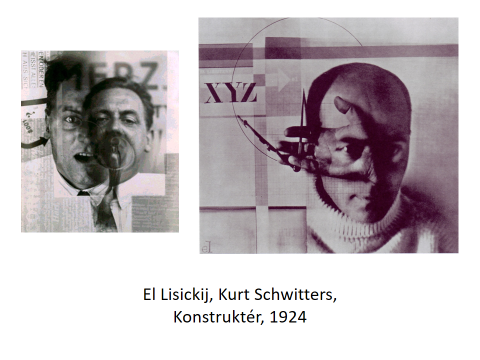 MERZ
XYZ
El Lisickij, Kurt Schwitters,
Konstruktér, 1924